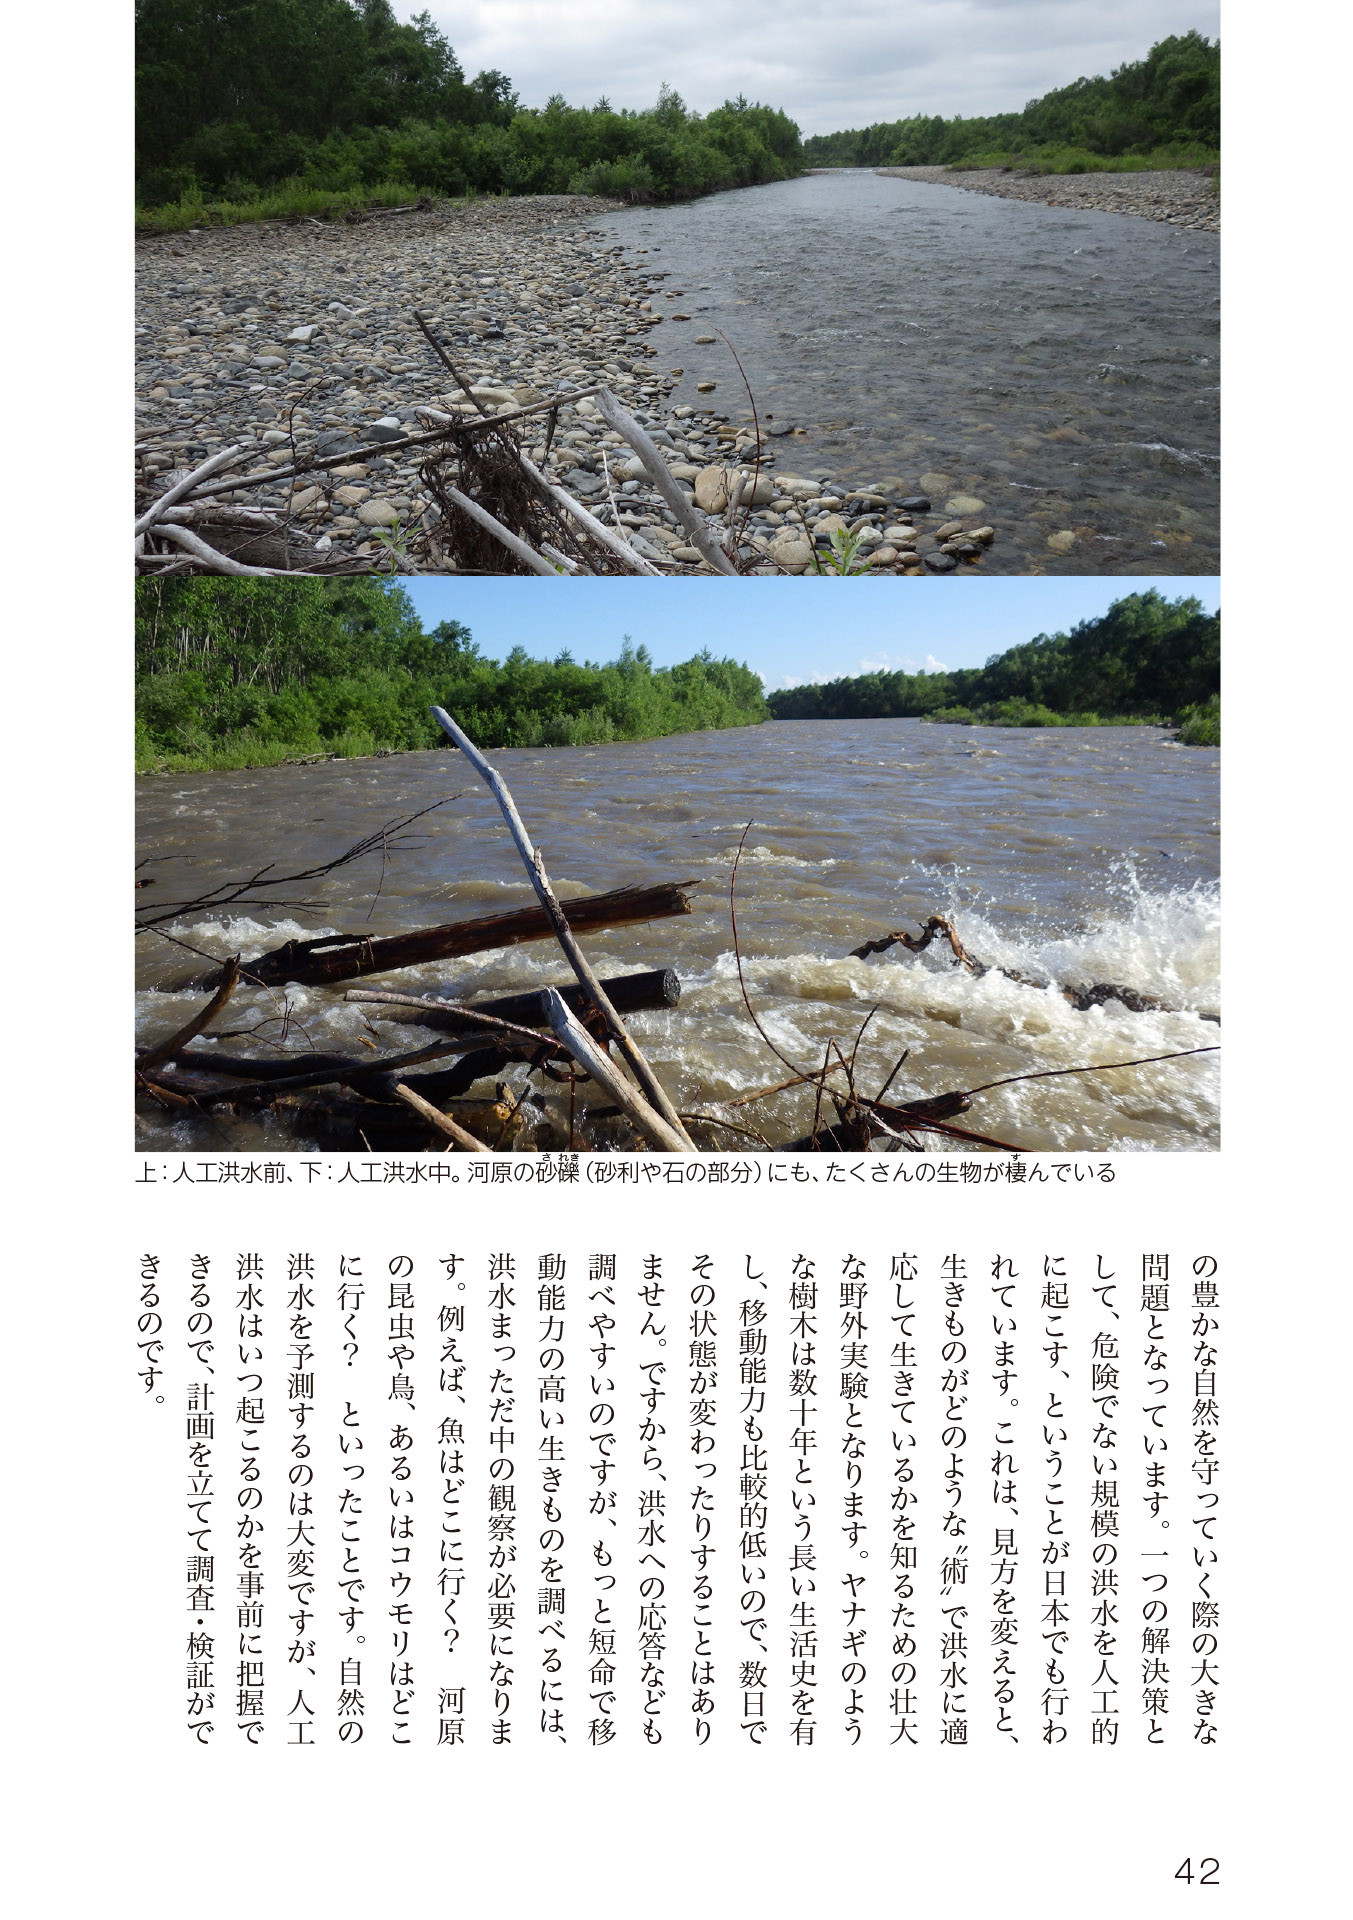 上：人工洪水前、下：人工洪水中。河原の砂礫（砂利や石の部分）にも、たくさんの生物が棲んでいる
の豊かな自然を守っていく際の大きな
問題となっています。一つの解決策と
して、危険でない規模の洪水を人工的
に起こす、ということが日本でも行わ
れています。これは、見方を変えると、
生きものがどのような〝術〟で洪水に適
応して生きているかを知るための壮大
な野外実験となります。ヤナギのよう
な樹木は数十年という長い生活史を有
し、移動能力も比較的低いので、数日で
その状態が変わったりすることはあり
ません。ですから、洪水への応答なども
調べやすいのですが、もっと短命で移
動能力の高い生きものを調べるには、
洪水まっただ中の観察が必要になりま
す。例えば、魚はどこに行く？　河原
の昆虫や鳥、あるいはコウモリはどこ
に行く？　といったことです。自然の
洪水を予測するのは大変ですが、人工
洪水はいつ起こるのかを事前に把握で
きるので、計画を立てて調査・検証がで
きるのです。
42